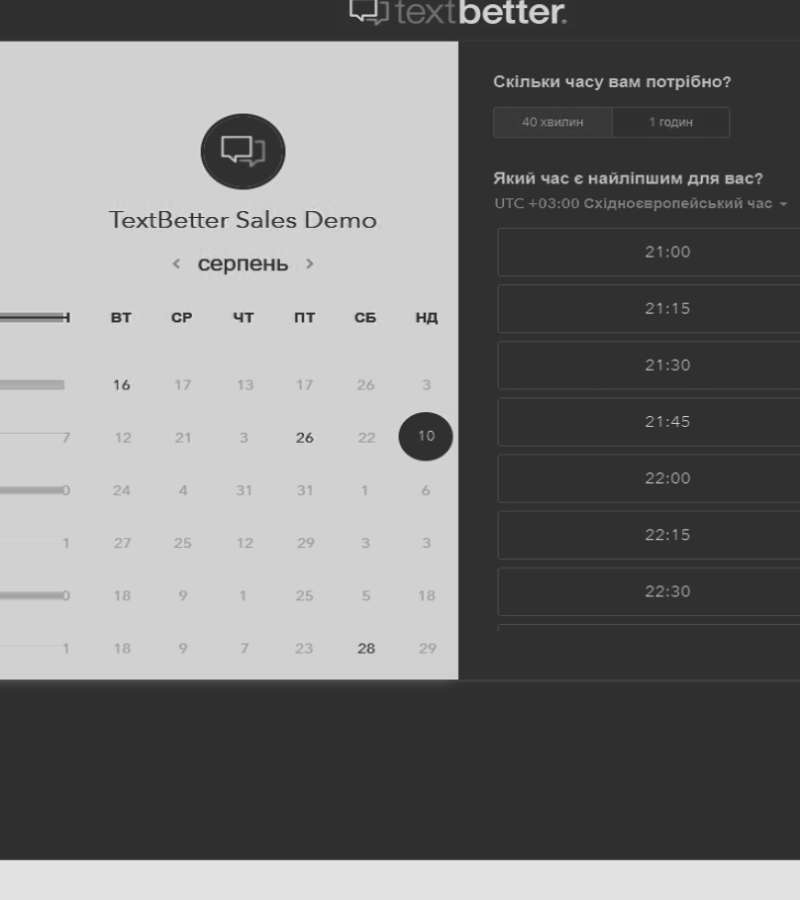 textbetter.
TextBetter Sales Demo
‹ серпень ›
Н ВТ СР ЧТ ПТ СБ НД
16 17 13 17 26 3
7 12 21 3 26 22 10
0 24 4 31 31 1 6
1 27 25 12 29 3 3
0 18 9 1 25 5 18
1 18 9 7 23 28 29
Скільки часу вам потрібно?
40 хвилин 1 годин
Який час є найліпшим для вас?
UTC +03:00 Східноєвропейський час
21:00
21:15
21:30
21:45
22:00
22:15
22:30